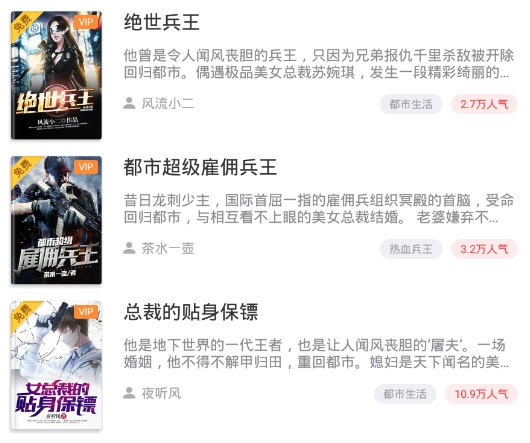 免费
VIP
绝世兵王
风流小二◎作品
绝世兵王
他曾是令人闻风丧胆的兵王，只因为兄弟报仇千里杀敌被开除
回归都市。偶遇极品美女总裁苏婉琪，发生一段精彩绮丽的...
风流小二
都市生活
2.7万人气
免费
VIP
都市超级
雇佣兵王
茶水一壶/者
都市超级雇佣兵王
昔日龙刺少主，国际首屈一指的雇佣兵组织冥殿的首脑，受命
回归都市，与相互看不上眼的美女总裁结婚。 老婆嫌弃不...
茶水一壶
热血兵王
3.2万人气
免费
VIP
女总裁的
贴身保镖
总裁的贴身保镖
他是地下世界的一代王者，也是让人闻风丧胆的‘屠夫’。一场
婚姻，他不得不解甲归田，重回都市。媳妇是天下闻名的美...
夜听风
都市生活
10.9万人气